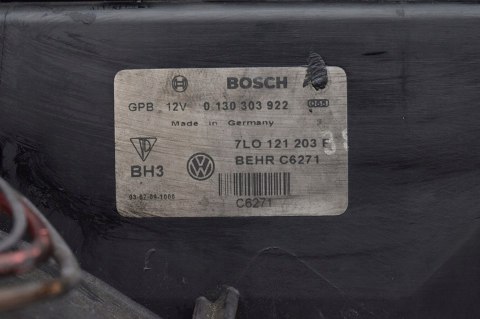 BOSCH
GPB 12V 0 130 303 922
Made in Germany
7L0 121 203 F
BH3 BEHR C6271
C6271